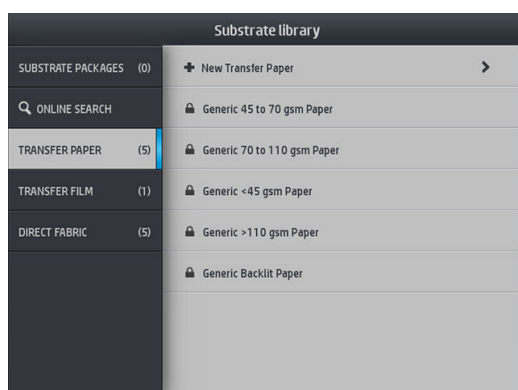 Substrate library
SUBSTRATE PACKAGES (0)
ONLINE SEARCH
TRANSFER PAPER (5)
TRANSFER FILM (1)
DIRECT FABRIC (5)
New Transfer Paper
Generic 45 to 70 gsm Paper
Generic 70 to 110 gsm Paper
Generic <45 gsm Paper
Generic >110 gsm Paper
Generic Backlit Paper